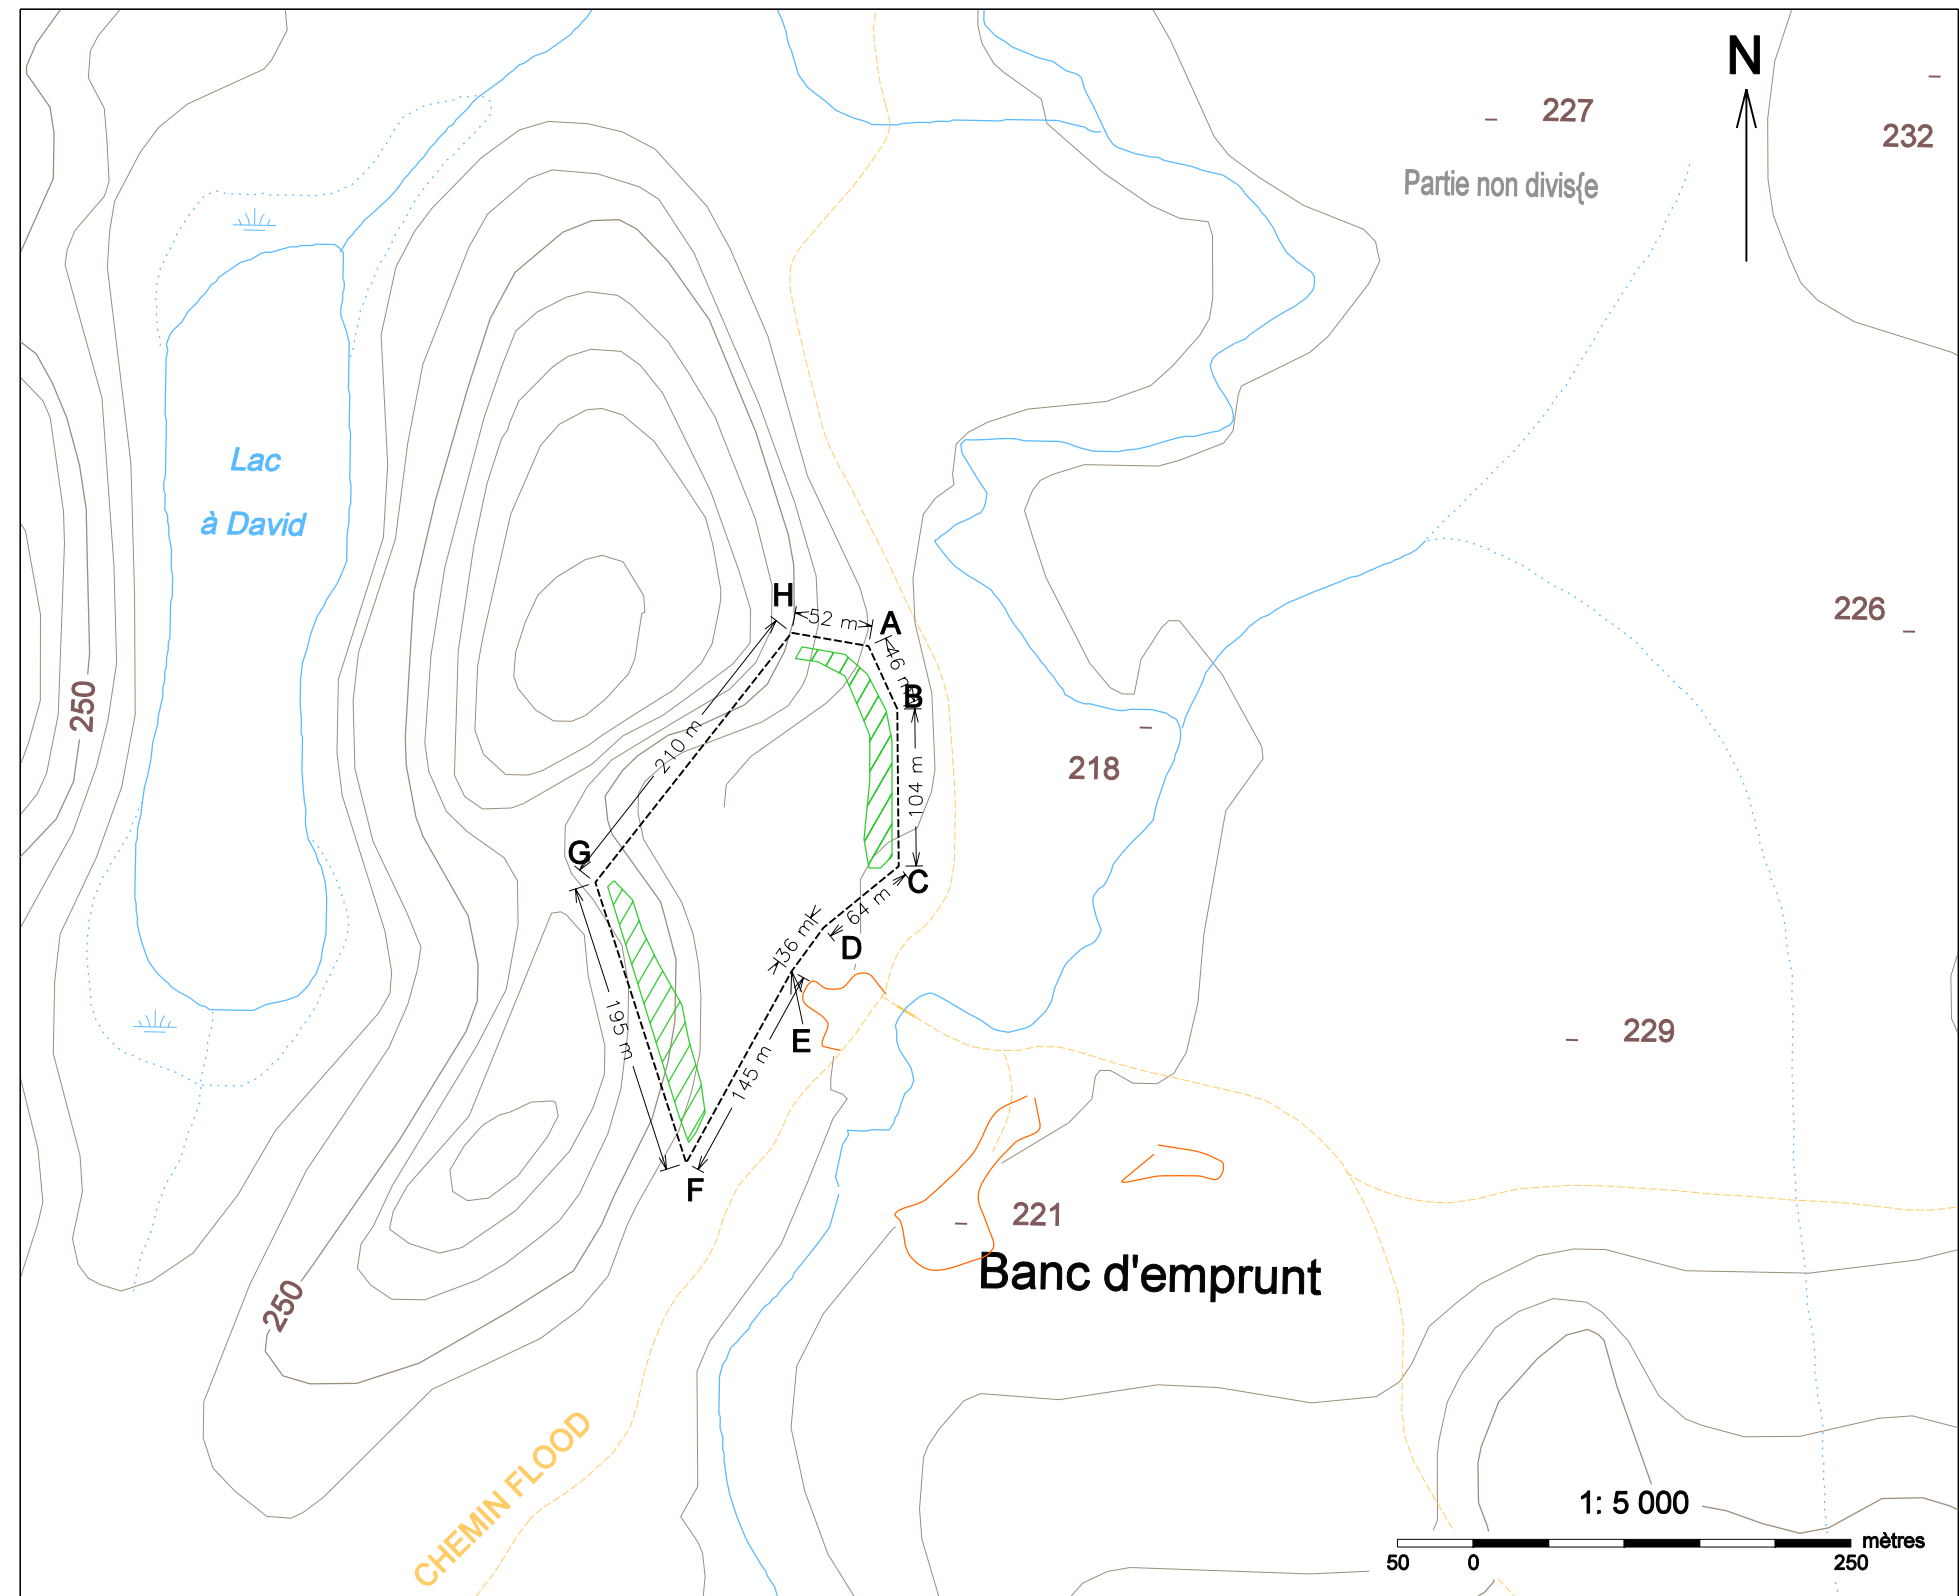 N
227
232
Partie non divis{e
Lac
à David
H
52 m
A
46 m
B
226
250
210 m
218
104 m
G
C
64 m
36 m
D
195 m
E
145 m
229
F
221
Banc d'emprunt
250
CHEMIN FLOOD
1: 5 000
mètres
50 0 250